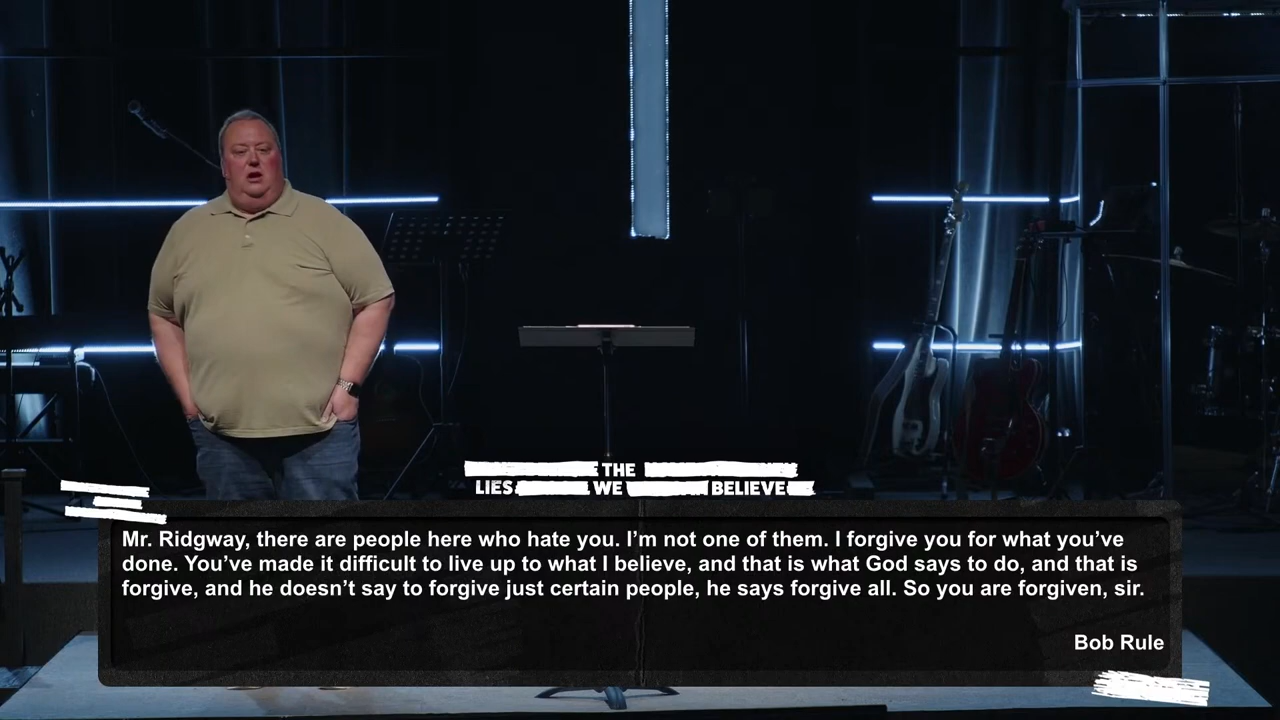 THE
LIES WE BELIEVE
Mr. Ridgway, there are people here who hate you. I’m not one of them. I forgive you for what you’ve
done. You’ve made it difficult to live up to what I believe, and that is what God says to do, and that is
forgive, and he doesn’t say to forgive just certain people, he says forgive all. So you are forgiven, sir.
Bob Rule